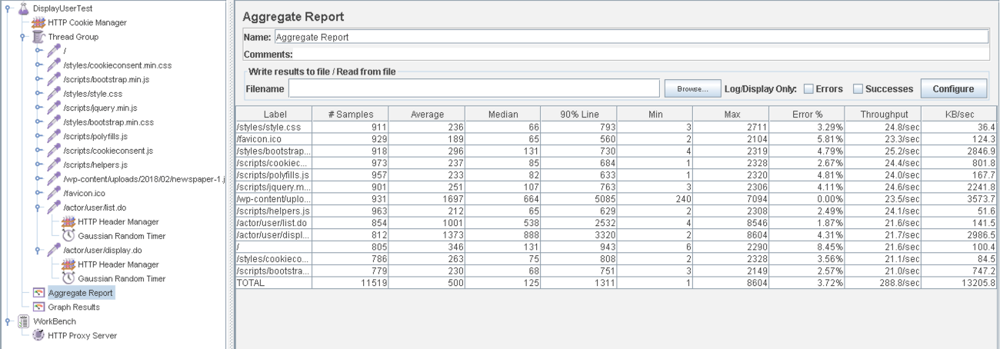 DisplayUserTest
HTTP Cookie Manager
Thread Group
/
/styles/cookieconsent.min.css
/scripts/bootstrap.min.js
/styles/style.css
/scripts/jquery.min.js
/styles/bootstrap.min.css
/scripts/polyfills.js
/scripts/cookieconsent.js
/scripts/helpers.js
/wp-content/uploads/2018/02/newspaper-1.j
/favicon.ico
/actor/user/list.do
HTTP Header Manager
Gaussian Random Timer
/actor/user/display.do
HTTP Header Manager
Gaussian Random Timer
Aggregate Report
Graph Results
WorkBench
HTTP Proxy Server
Aggregate Report
Name: Aggregate Report
Comments:
Write results to file / Read from file
Filename Browse... Log/Display Only: Errors Successes Configure
Label # Samples Average Median 90% Line Min Max Error % Throughput KB/sec
/styles/style.css 911 236 66 793 3 2711 3.29% 24.8/sec 36.4
/favicon.ico 929 189 65 560 2 2104 5.81% 23.3/sec 124.3
/styles/bootstrap... 918 296 131 730 4 2319 4.79% 25.2/sec 2846.9
/scripts/cookiec... 973 237 85 684 1 2328 2.67% 24.4/sec 801.8
/scripts/polyfills.js 957 233 82 633 1 2320 4.81% 24.0/sec 167.7
/scripts/jquery.m... 901 251 107 763 3 2306 4.11% 24.6/sec 2241.8
/wp-content/uplo... 931 1697 664 5085 240 7094 0.00% 23.5/sec 3573.7
/scripts/helpers.js 963 212 65 629 2 2308 2.49% 24.1/sec 51.6
/actor/user/list.do 854 1001 538 2532 4 8546 1.87% 21.6/sec 141.5
/actor/user/displ... 812 1373 888 3320 2 8604 4.31% 21.7/sec 2986.5
/ 805 346 131 943 6 2290 8.45% 21.6/sec 100.4
/styles/cookieco... 786 263 75 808 2 2328 3.56% 21.1/sec 84.5
/scripts/bootstra... 779 230 68 751 3 2149 2.57% 21.0/sec 747.2
TOTAL 11519 500 125 1311 1 8604 3.72% 288.8/sec 13205.8